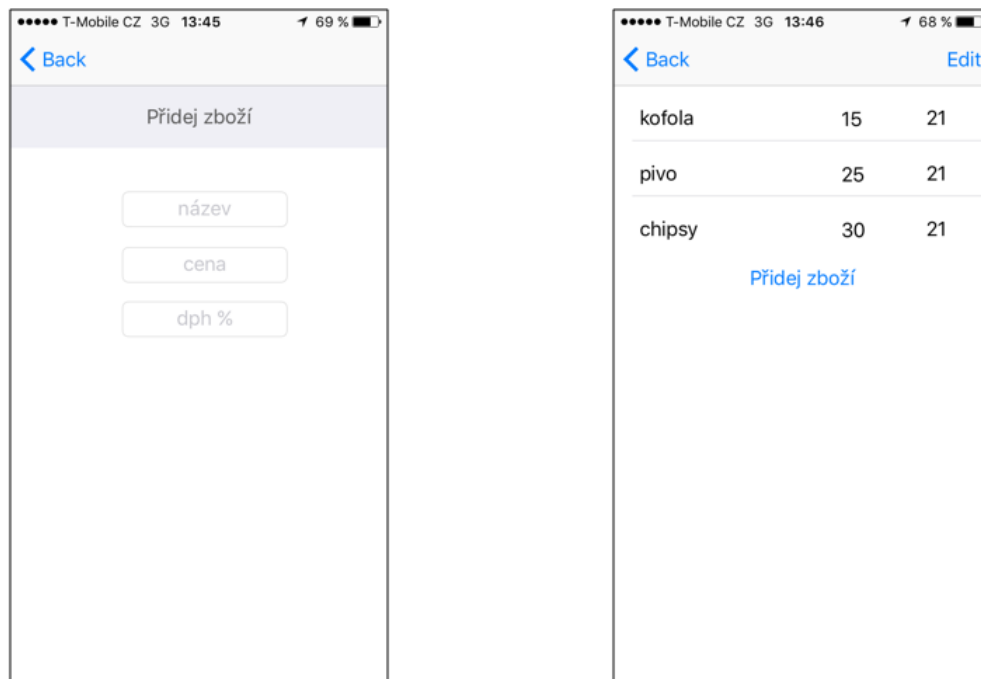 T-Mobile CZ 3G 13:45 69 %
Back
Přidej zboží
název
cena
dph %
T-Mobile CZ 3G 13:46 68 %
Back Edit
kofola 15 21
pivo 25 21
chipsy 30 21
Přidej zboží